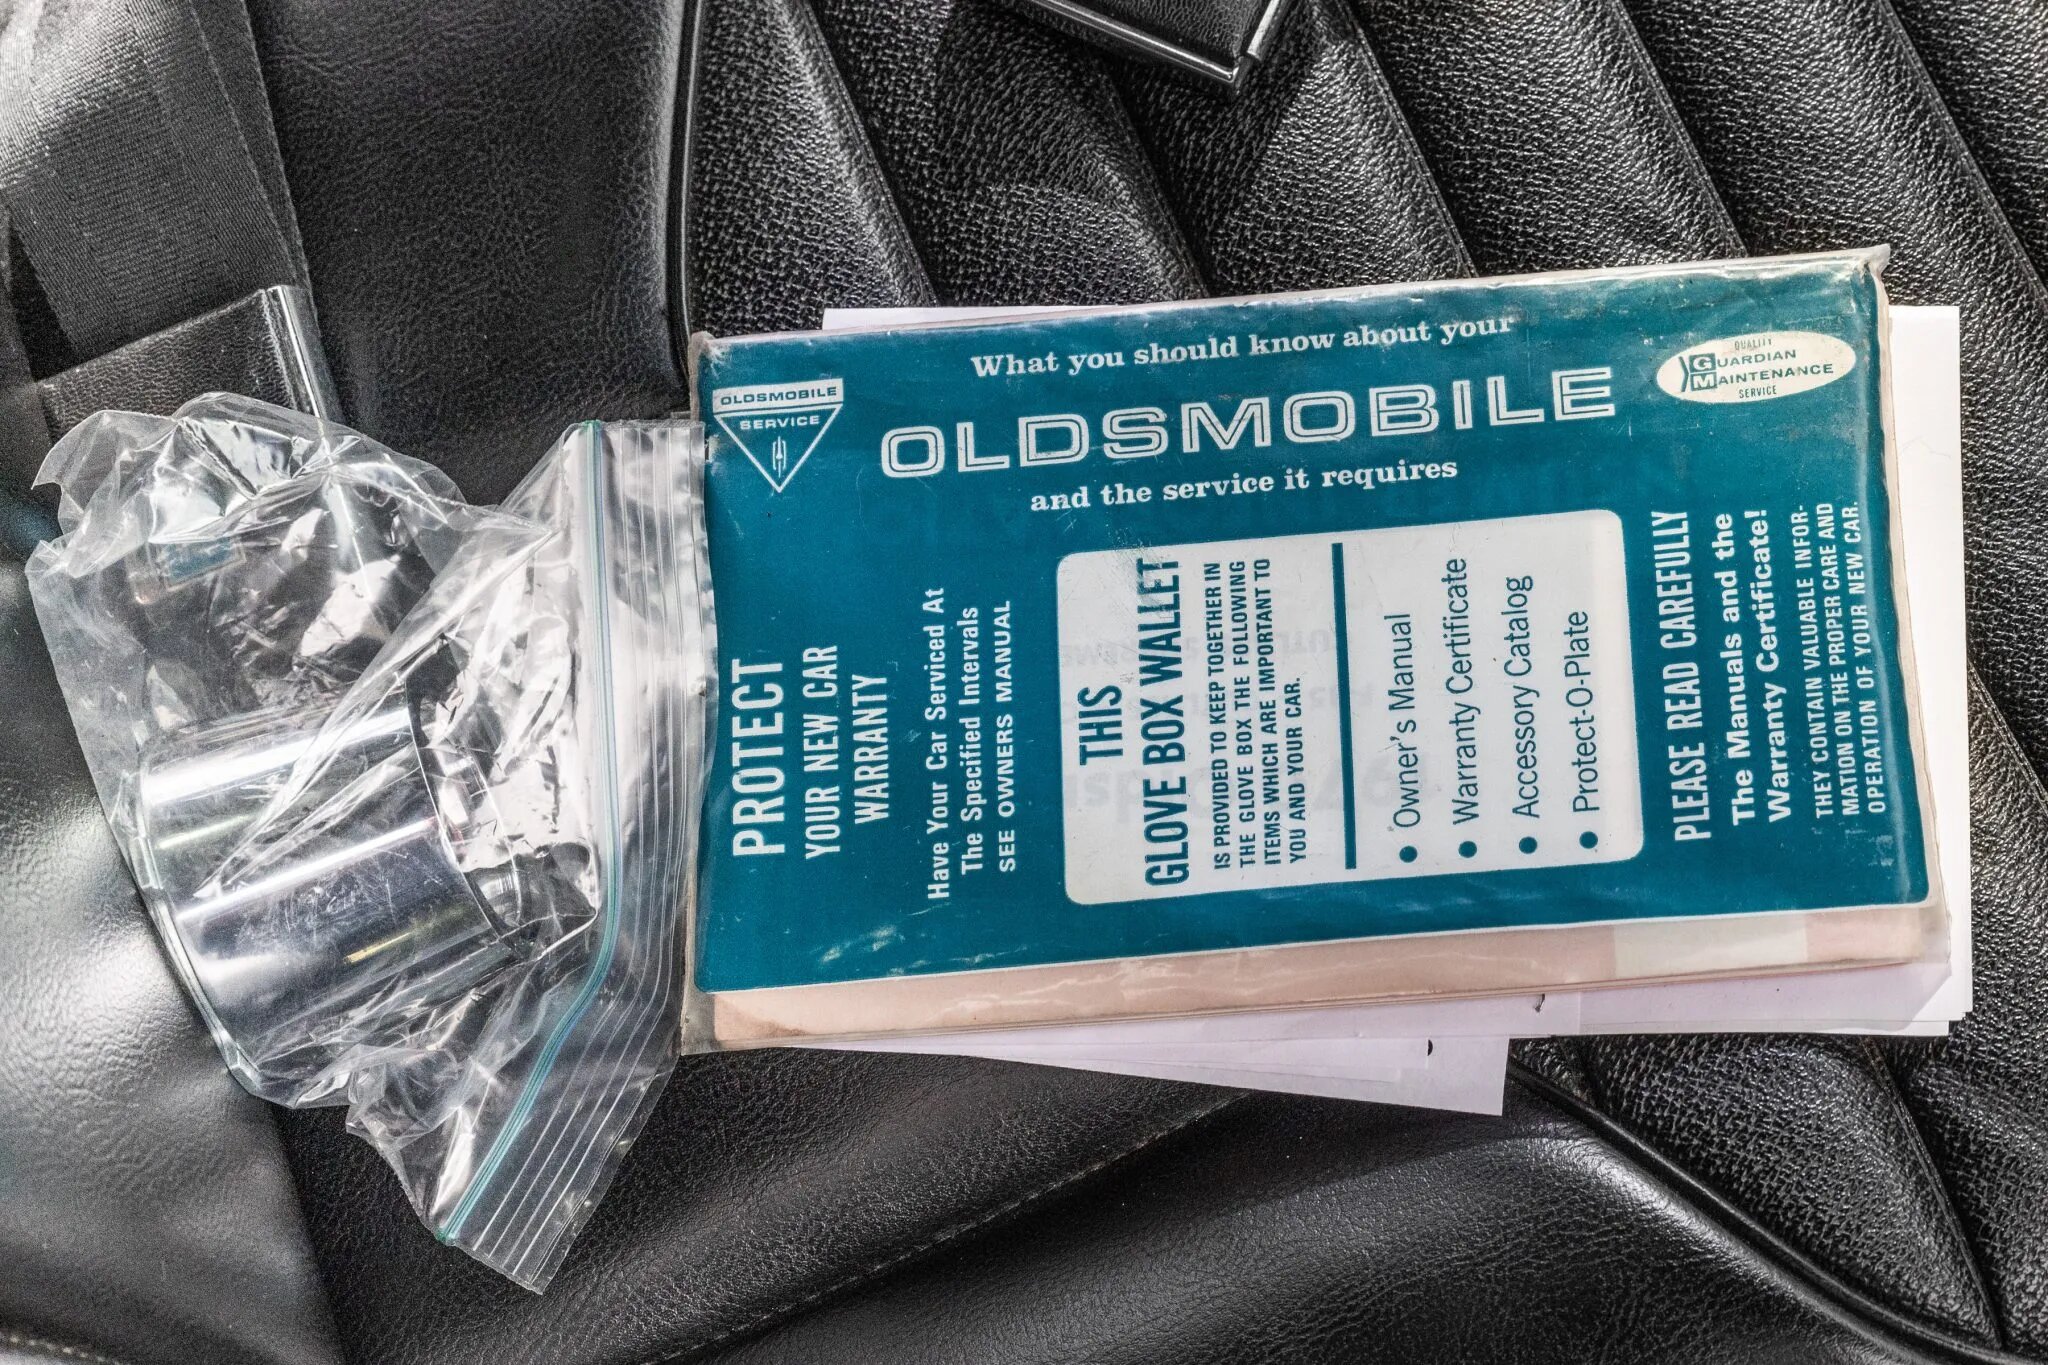 What you should know about your
OLDSMOBILE
and the service it requires
OLDSMOBILE
SERVICE
QUALITY
GUARDIAN
MAINTENANCE
SERVICE
PROTECT
YOUR NEW CAR
WARRANTY
Have Your Car Serviced At
The Specified Intervals
SEE OWNERS MANUAL
THIS
GLOVE BOX WALLET
IS PROVIDED TO KEEP TOGETHER IN
THE GLOVE BOX THE FOLLOWING
ITEMS WHICH ARE IMPORTANT TO
YOU AND YOUR CAR.
● Owner's Manual
● Warranty Certificate
● Accessory Catalog
● Protect-O-Plate
PLEASE READ CAREFULLY
The Manuals and the
Warranty Certificate!
THEY CONTAIN VALUABLE INFOR-
MATION ON THE PROPER CARE AND
OPERATION OF YOUR NEW CAR.